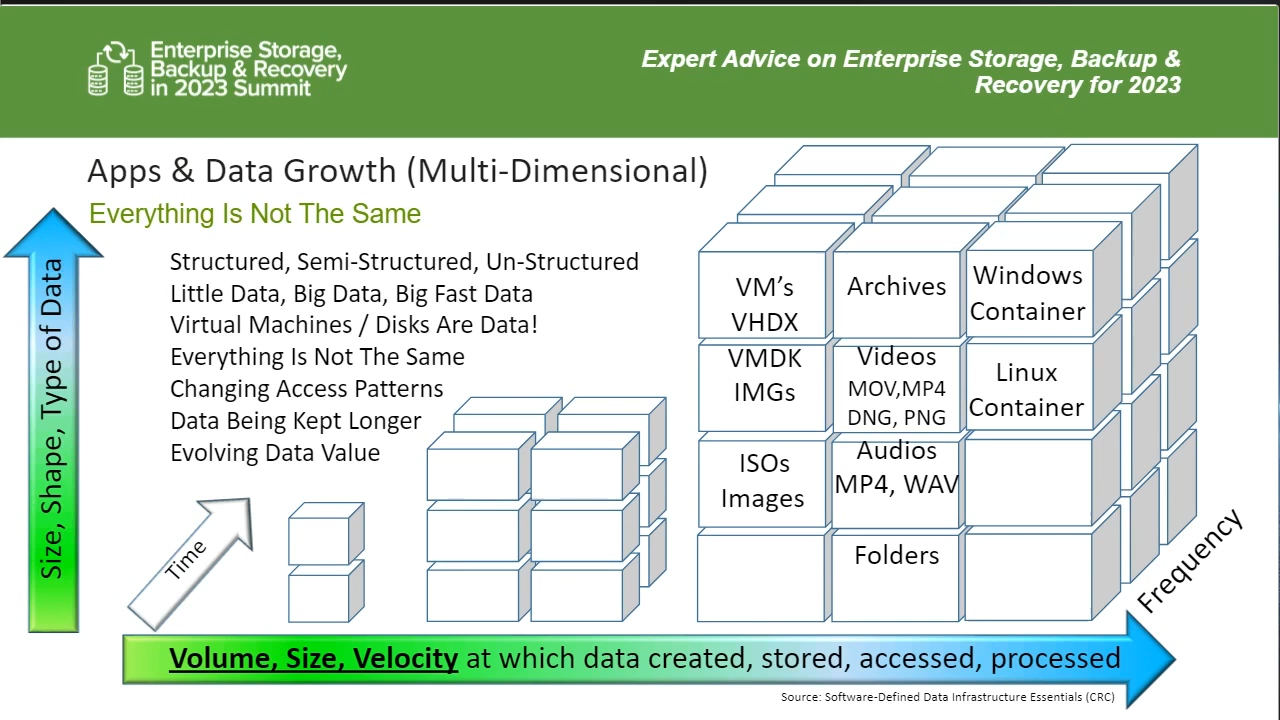 Enterprise Storage,
Backup & Recovery
in 2023 Summit
Expert Advice on Enterprise Storage, Backup &
Recovery for 2023
Apps & Data Growth (Multi-Dimensional)
Everything Is Not The Same
Structured, Semi-Structured, Un-Structured
Little Data, Big Data, Big Fast Data
Virtual Machines / Disks Are Data!
Everything Is Not The Same
Changing Access Patterns
Data Being Kept Longer
Evolving Data Value
Size, Shape, Type of Data
Time
VM's
VHDX
VMDK
IMGs
ISOs
Images
Archives
Videos
MOV,MP4
DNG, PNG
Audios
MP4, WAV
Folders
Windows
Container
Linux
Container
Frequency
Volume, Size, Velocity at which data created, stored, accessed, processed
Source: Software-Defined Data Infrastructure Essentials (CRC)